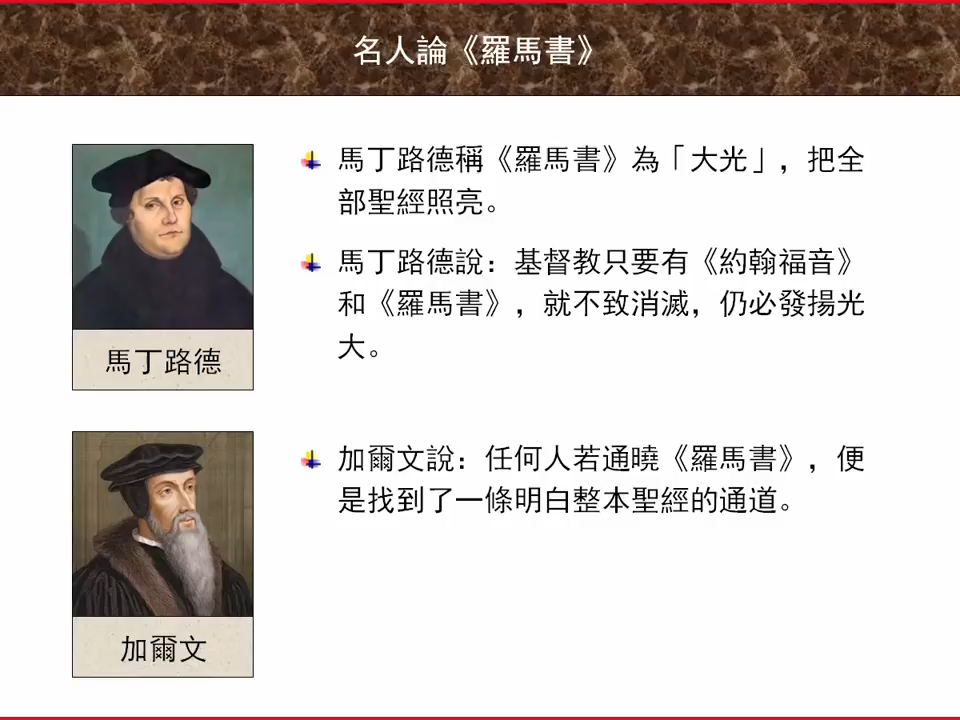 名人論《羅馬書》
馬丁路德稱《羅馬書》為「大光」，把全
部聖經照亮。
馬丁路德說：基督教只要有《約翰福音》
和《羅馬書》，就不致消滅，仍必發揚光
大。
馬丁路德
加爾文說：任何人若通曉《羅馬書》，便
是找到了一條明白整本聖經的通道。
加爾文